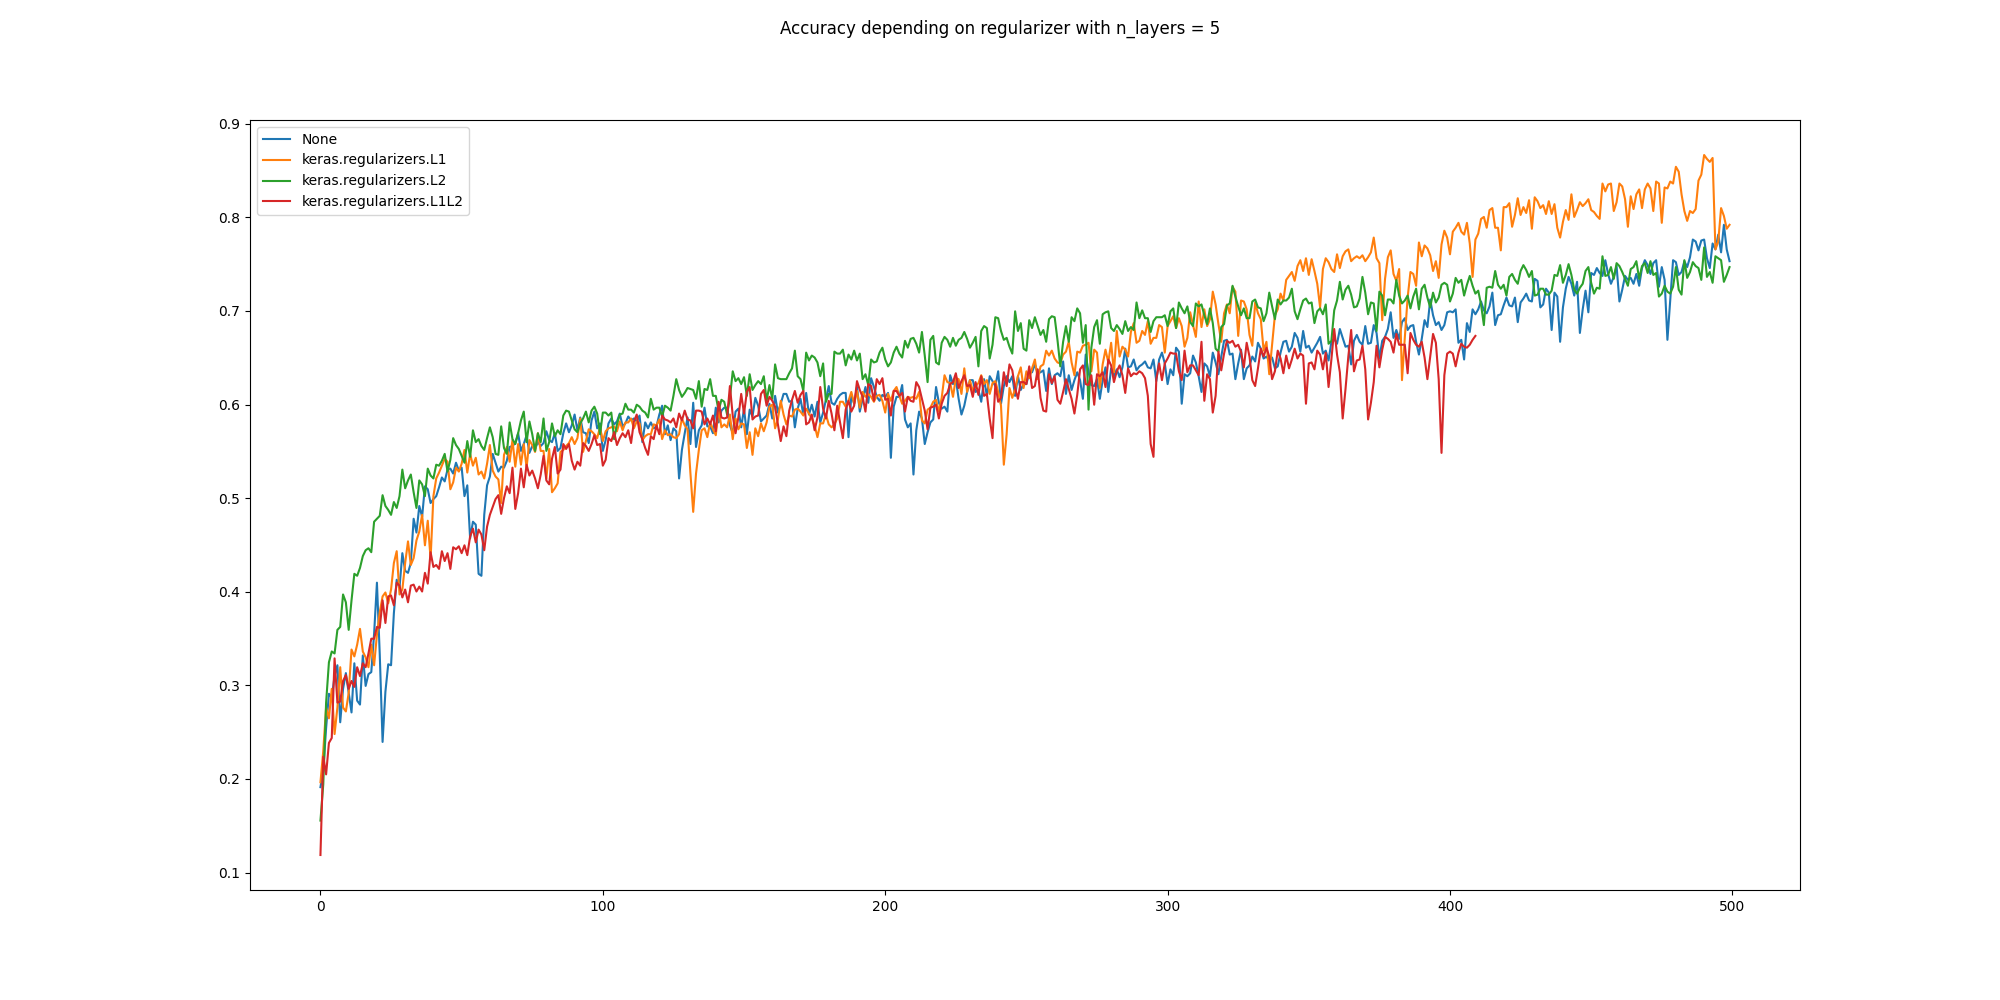 Accuracy depending on regularizer with n_layers = 5
None
keras.regularizers.L1
keras.regularizers.L2
keras.regularizers.L1L2
0.9
0.8
0.7
0.6
0.5
0.4
0.3
0.2
0.1
0 100 200 300 400 500